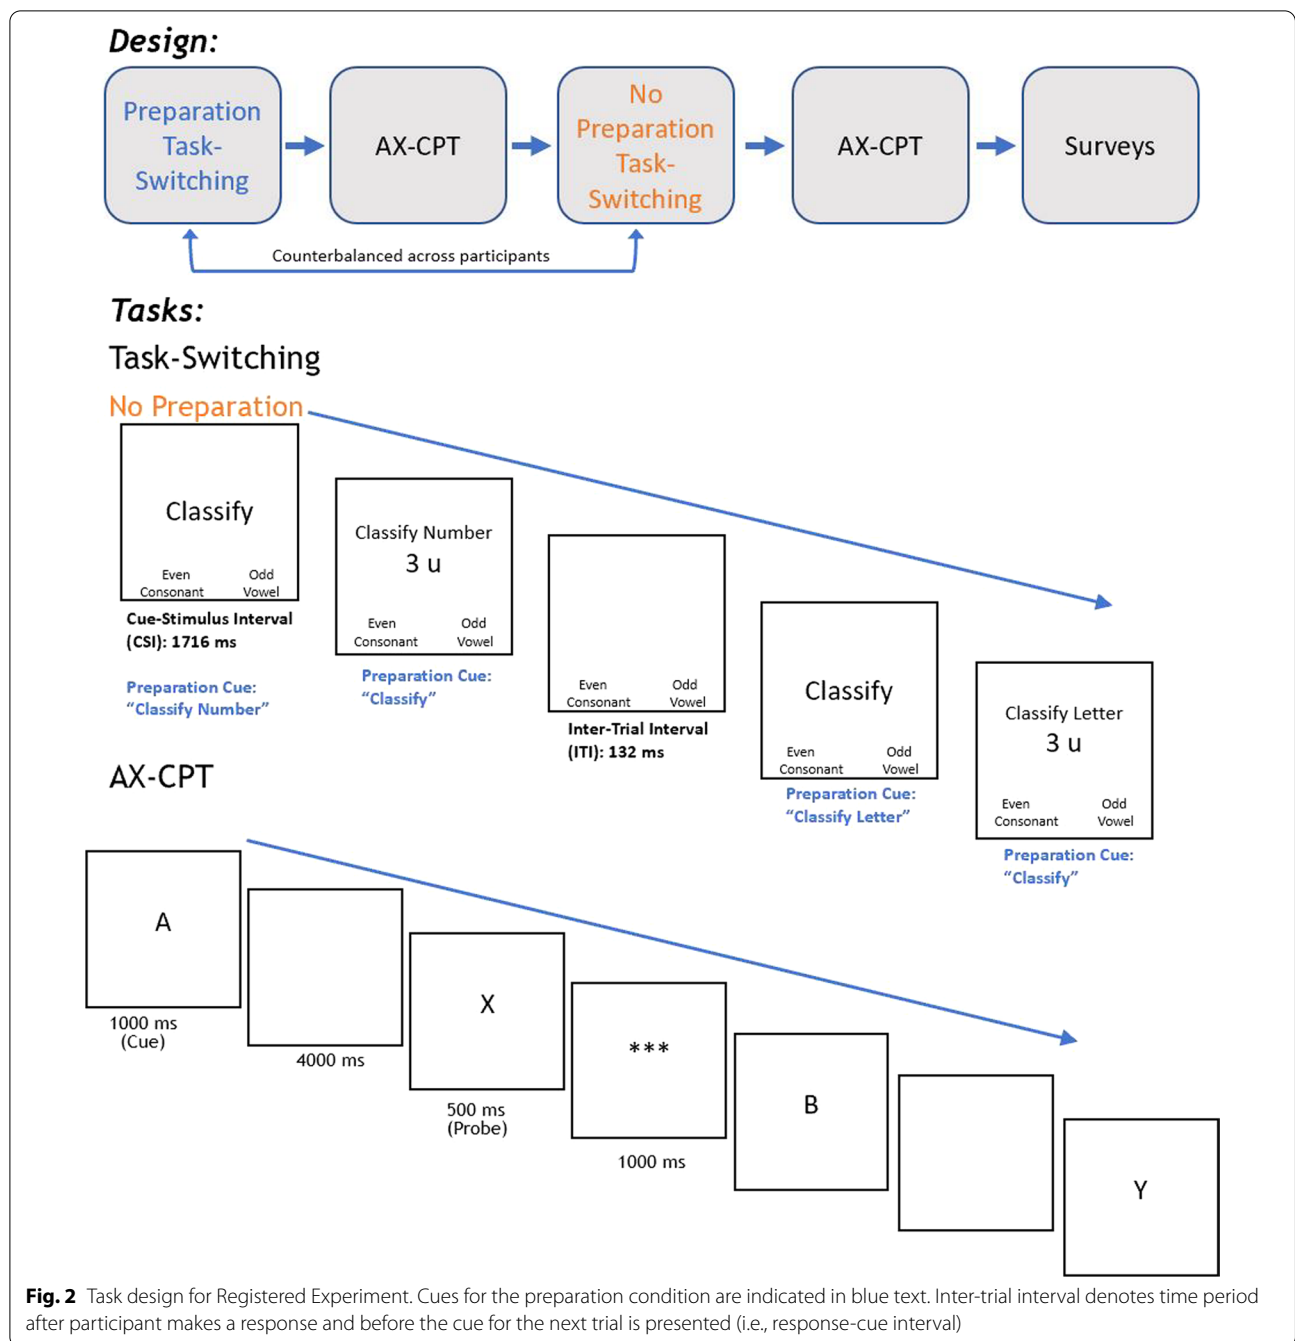 Design:
Preparation
Task-
Switching
AX-CPT
No
Preparation
Task-
Switching
AX-CPT
Surveys
Counterbalanced across participants
Tasks:
Task-Switching
No Preparation
Classify
Even Odd
Consonant Vowel
Cue-Stimulus Interval
(CSI): 1716 ms
Preparation Cue:
“Classify Number”
Classify Number
3 u
Even Odd
Consonant Vowel
Preparation Cue:
“Classify”
Even Odd
Consonant Vowel
Inter-Trial Interval
(ITI): 132 ms
Classify
Even Odd
Consonant Vowel
Preparation Cue:
“Classify Letter”
Classify Letter
3 u
Even Odd
Consonant Vowel
Preparation Cue:
“Classify”
AX-CPT
A
1000 ms
(Cue)
4000 ms
X
500 ms
(Probe)
***
1000 ms
B
Y
Fig. 2 Task design for Registered Experiment. Cues for the preparation condition are indicated in blue text. Inter-trial interval denotes time period
after participant makes a response and before the cue for the next trial is presented (i.e., response-cue interval)